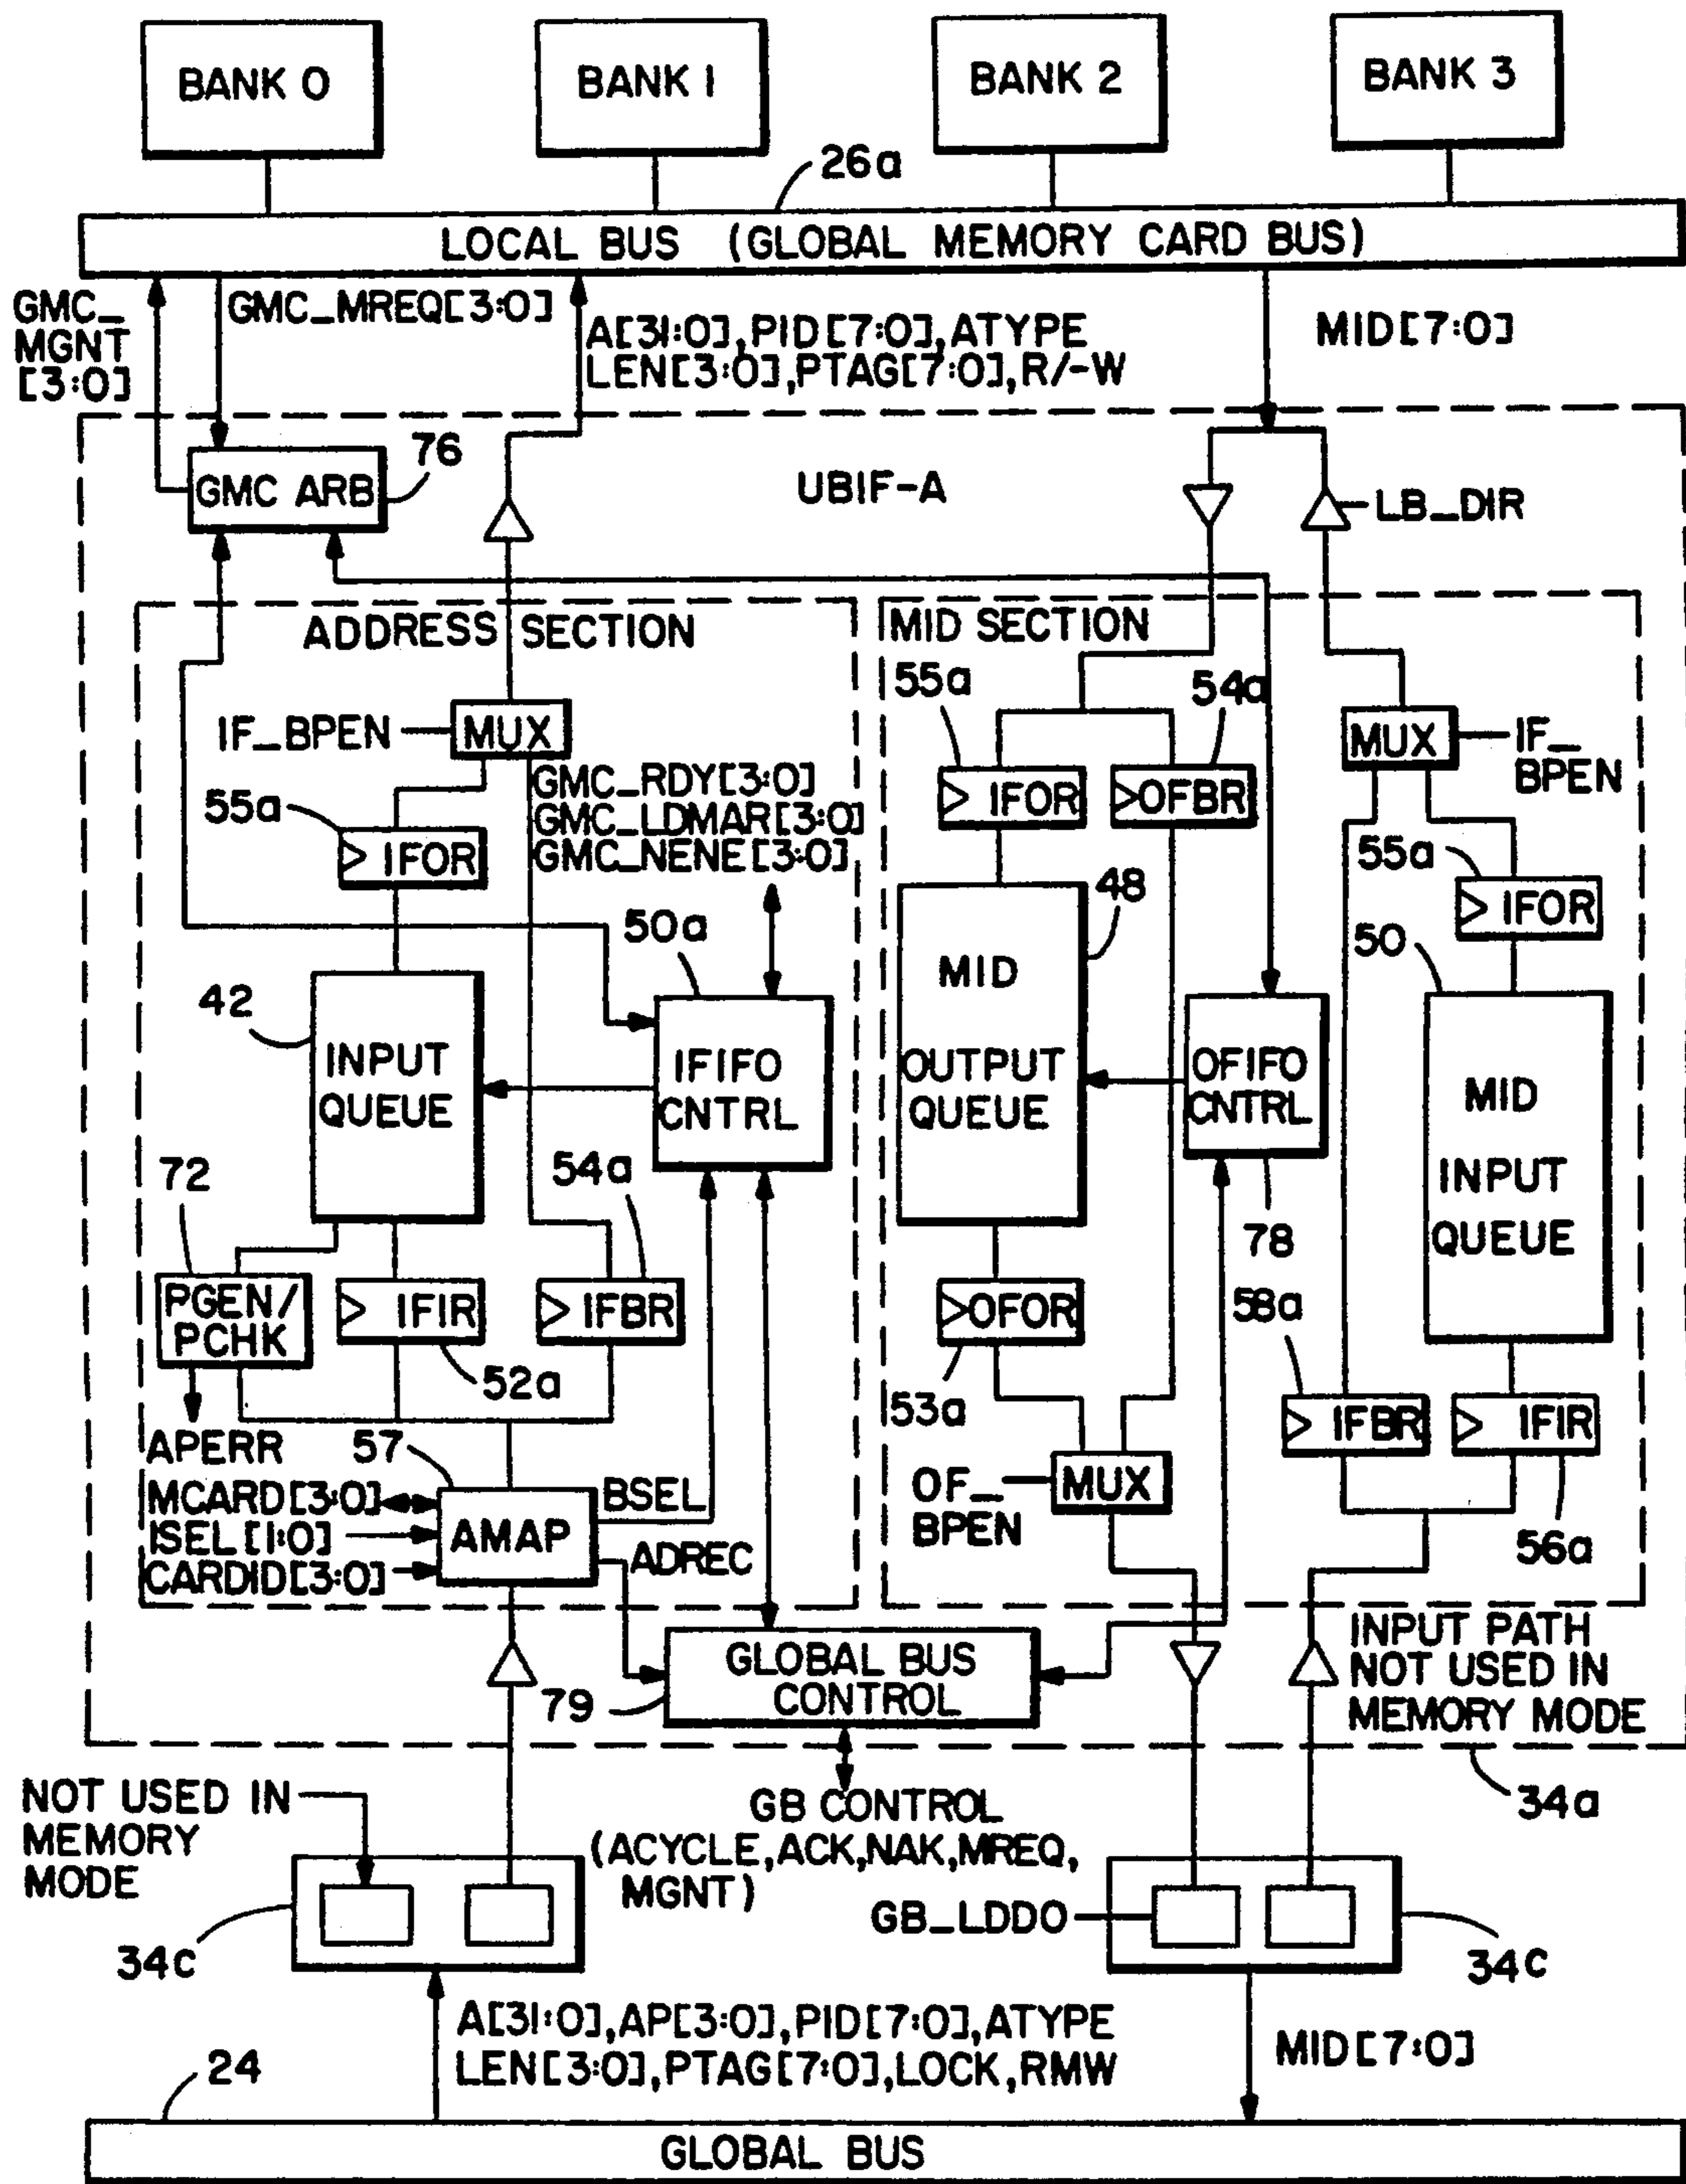 BANK 0
BANK 1
BANK 2
BANK 3
26a
LOCAL BUS (GLOBAL MEMORY CARD BUS)
GMC_
MGNT
[3:0]
GMC_MREQ[3:0]
A[31:0],PID[7:0],ATYPE
LEN[3:0],PTAG[7:0],R/-W
MID[7:0]
GMC ARB
76
UBIF-A
LB_DIR
ADDRESS SECTION
MID SECTION
IF_BPEN
MUX
55a
54a
MUX
IF_
BPEN
GMC_RDY[3:0]
GMC_LDMAR[3:0]
GMC_NENE[3:0]
55a
IFOR
IFOR
OFBR
55a
IFOR
50a
48
50
42
INPUT
QUEUE
IFIFO
CNTRL
MID
OUTPUT
QUEUE
OFIFO
CNTRL
MID
INPUT
QUEUE
72
54a
78
PGEN/
PCHK
IFIR
IFBR
OFOR
58a
52a
53a
IFBR
IFIR
APERR
57
MCARD[3:0]
ISEL[1:0]
CARDID[3:0]
AMAP
BSEL
ADREC
OF_
BPEN
MUX
56a
GLOBAL BUS
CONTROL
79
INPUT PATH
NOT USED IN
MEMORY MODE
34a
NOT USED IN
MEMORY
MODE
GB CONTROL
(ACYCLE,ACK,NAK,MREQ,
MGNT)
GB_LDDO
34c
34c
A[31:0],AP[3:0],PID[7:0],ATYPE
LEN[3:0],PTAG[7:0],LOCK,RMW
MID[7:0]
24
GLOBAL BUS